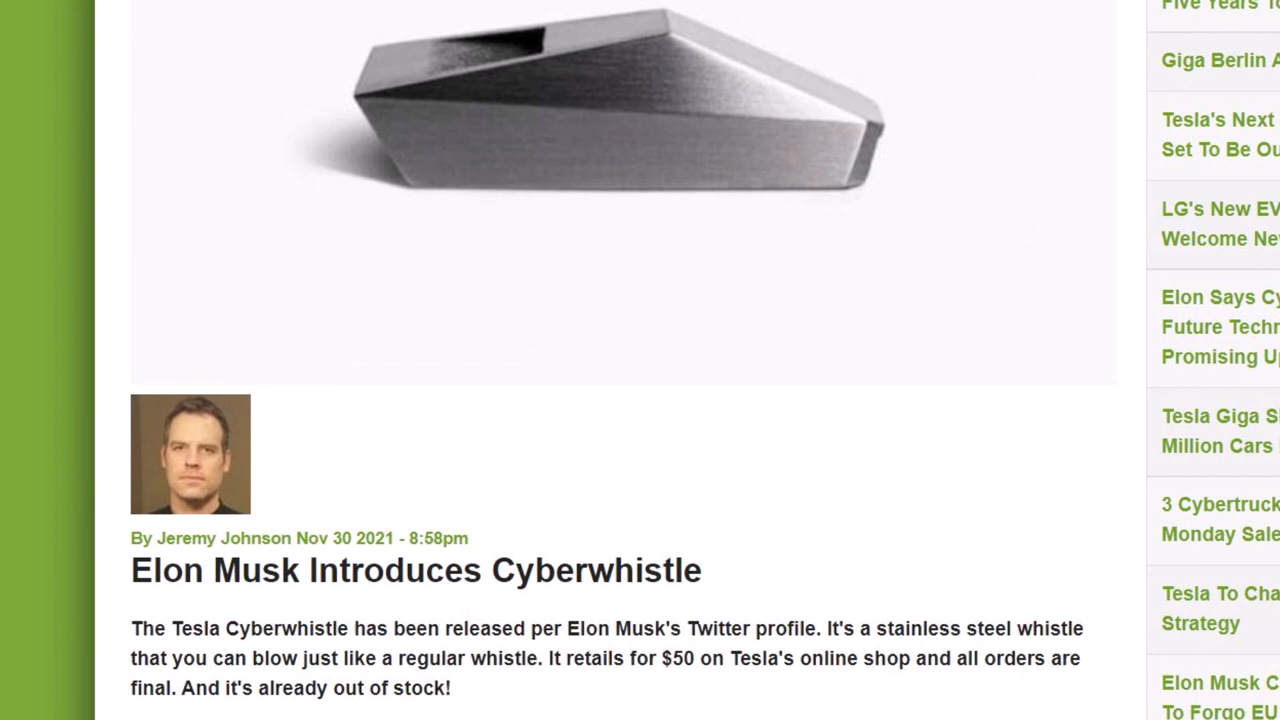 By Jeremy Johnson Nov 30 2021 - 8:58pm
Elon Musk Introduces Cyberwhistle
The Tesla Cyberwhistle has been released per Elon Musk's Twitter profile. It's a stainless steel whistle
that you can blow just like a regular whistle. It retails for $50 on Tesla's online shop and all orders are
final. And it's already out of stock!
Five Years
Giga Berlin
Tesla's Next
Set To Be
LG's New EV
Welcome
Elon Says
Future
Promising
Tesla Giga
Million Cars
3 Cybertruck
Monday Sale
Tesla To
Strategy
Elon Musk
To Forgo EU